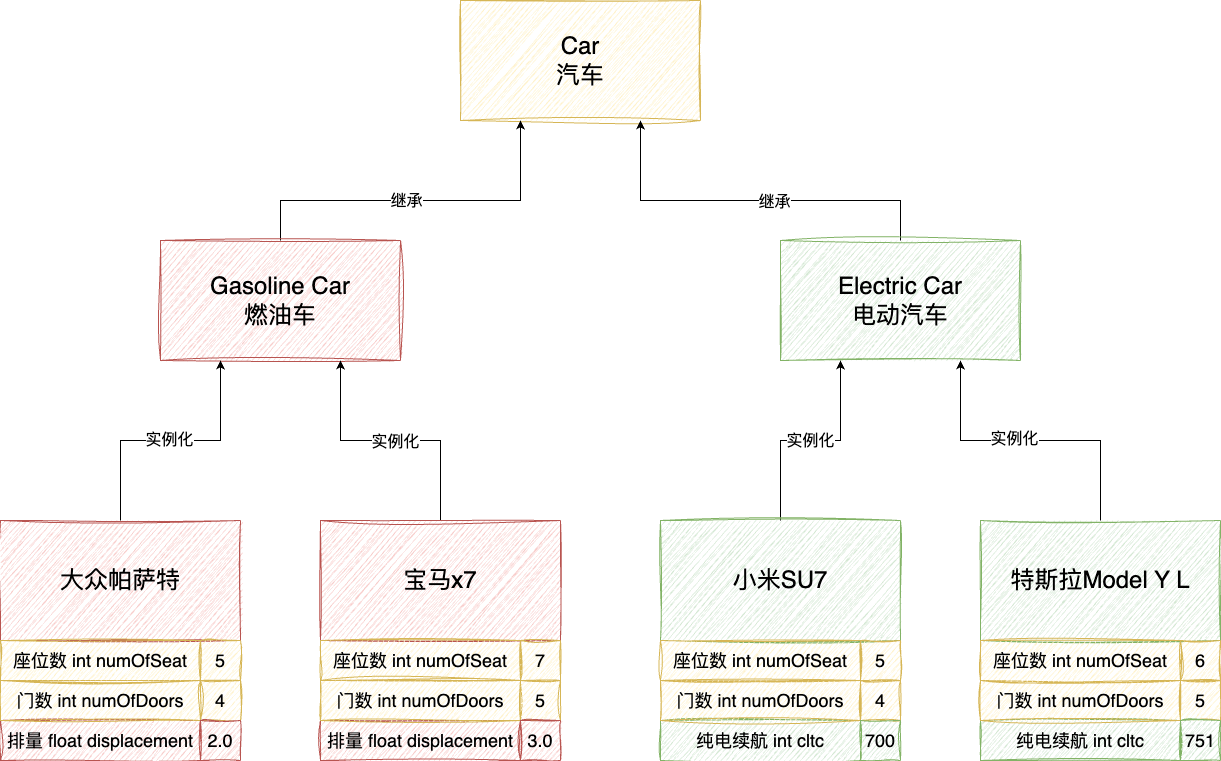 Car
汽车
继承
继承
Gasoline Car
燃油车
Electric Car
电动汽车
实例化
实例化
实例化
实例化
大众帕萨特
座位数 int numOfSeat 5
门数 int numOfDoors 4
排量 float displacement 2.0
宝马x7
座位数 int numOfSeat 7
门数 int numOfDoors 5
排量 float displacement 3.0
小米SU7
座位数 int numOfSeat 5
门数 int numOfDoors 4
纯电续航 int cltc 700
特斯拉Model Y L
座位数 int numOfSeat 6
门数 int numOfDoors 5
纯电续航 int cltc 751